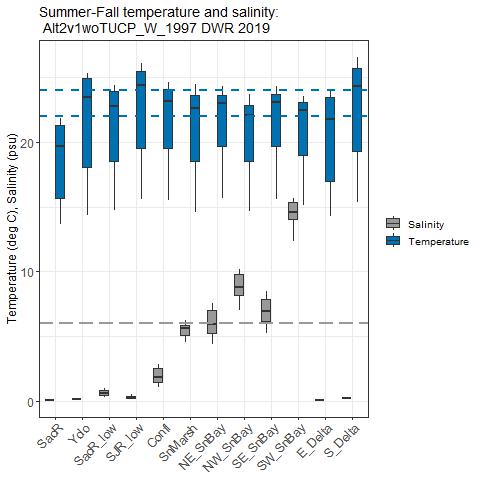 Summer-Fall temperature and salinity:
Alt2v1woTUCP_W_1997 DWR 2019
Temperature (deg C), Salinity (psu)
20
10
0
Salinity
Temperature
SacR
Yolo
SacR_low
SJR_low
Confl
SnMarsh
NE_SnBay
NW_SnBay
SE_SnBay
SW_SnBay
E_Delta
S_Delta